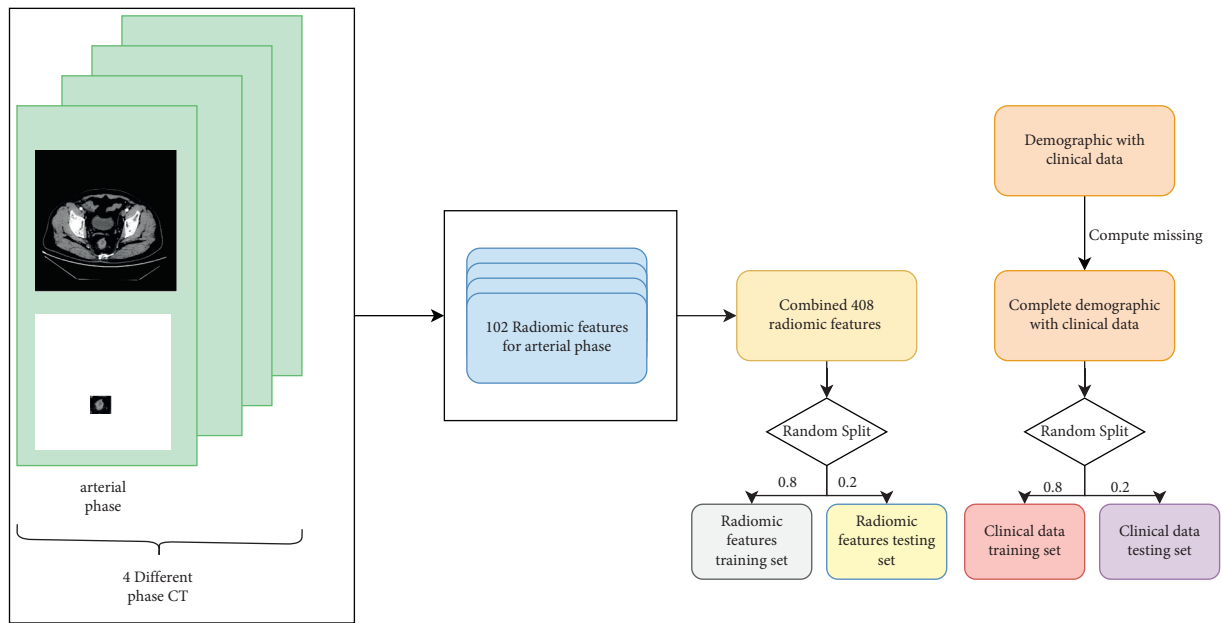 arterial
phase
4 Different
phase CT
102 Radiomic features
for arterial phase
Combined 408
radiomic features
Random Split
0.8
0.2
Radiomic
features
training set
Radiomic
features testing
set
Demographic with
clinical data
Compute missing
Complete demographic
with clinical data
Random Split
0.8
0.2
Clinical data
training set
Clinical data
testing set